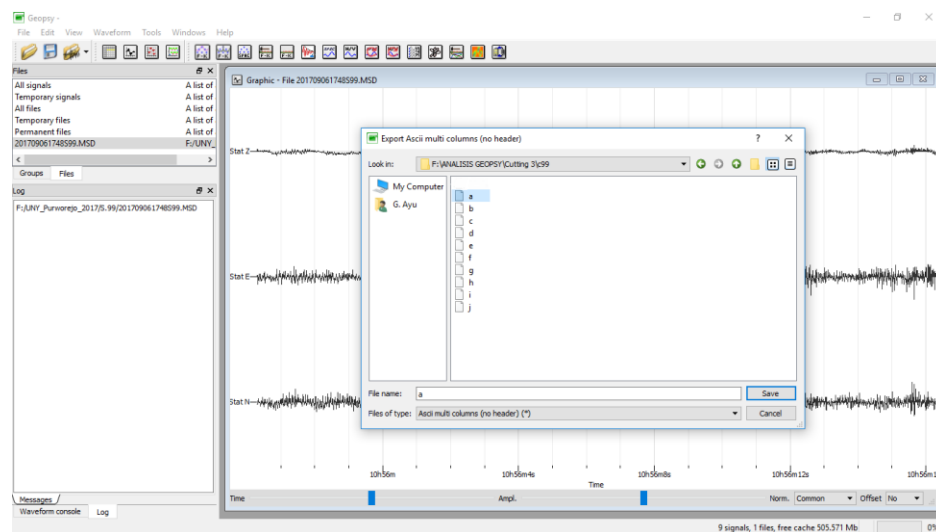 Geopsy -
File Edit View Waveform Tools Windows Help
Files
All signals A list of
Temporary signals A list of
All files A list of
Temporary files A list of
Permanent files A list of
201709061748S99.MSD F:/UNY_
Groups Files
Log
F:/UNY_Purworejo_2017/S.99/201709061748S99.MSD
Messages
Waveform console Log
Graphic - File 201709061748S99.MSD
Stat Z
Stat E
Stat N
Export Ascii multi columns (no header)
Look in: F:\ANALISIS GEOPSY\Cutting 3\c99
My Computer
G. Ayu
a
b
c
d
e
f
g
h
i
j
File name: a Save
Files of type: Ascii multi columns (no header) (*) Cancel
10h56m 10h56m4s 10h56m8s 10h56m12s 10h56m1
Time
Time Ampl. Norm. Common Offset No
9 signals, 1 files, free cache 505.571 Mb 0%